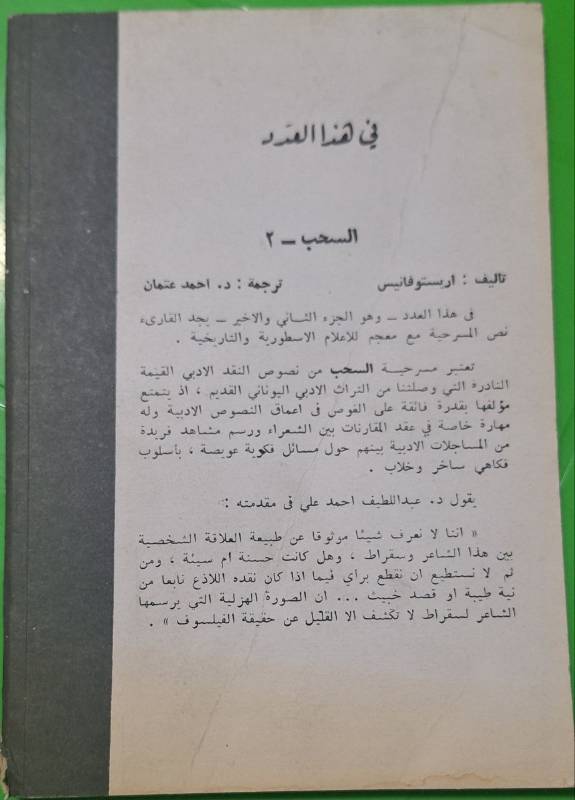 في هذا العدد
السحب - ٢
تاليف : اريستوفانيس ترجمة : د. احمد عتمان
فى هذا العدد - وهو الجزء الثاني والاخير - يجد القارىء
نص المسرحية مع معجم للاعلام الاسطورية والتاريخية .
تعتبر مسرحية السحب من نصوص النقد الادبي القيمة
النادرة التي وصلتنا من التراث الادبي اليوناني القديم ، اذ يتمتع
مؤلفها بقدرة فائقة على الغوص فى اعماق النصوص الادبية وله
مهارة خاصة في عقد المقارنات بين الشعراء ورسم مشاهد فريدة
من المساجلات الادبية بينهم حول مسائل فكرية عويصة ، بأسلوب
فكاهي ساخر وخلاب .
يقول د. عبداللطيف احمد علي فى مقدمته :
« اننا لا نعرف شيئا موثوقا عن طبيعة العلاقة الشخصية
بين هذا الشاعر وسقراط ، وهل كانت حسنة ام سيئة ، ومن
ثم لا نستطيع ان نقطع براي فيما اذا كان نقده اللاذع نابعا من
نية طيبة او قصد خبيث ... ان الصورة الهزلية التي يرسمها
الشاعر لسقراط لا تكشف الا القليل عن حقيقة الفيلسوف » .